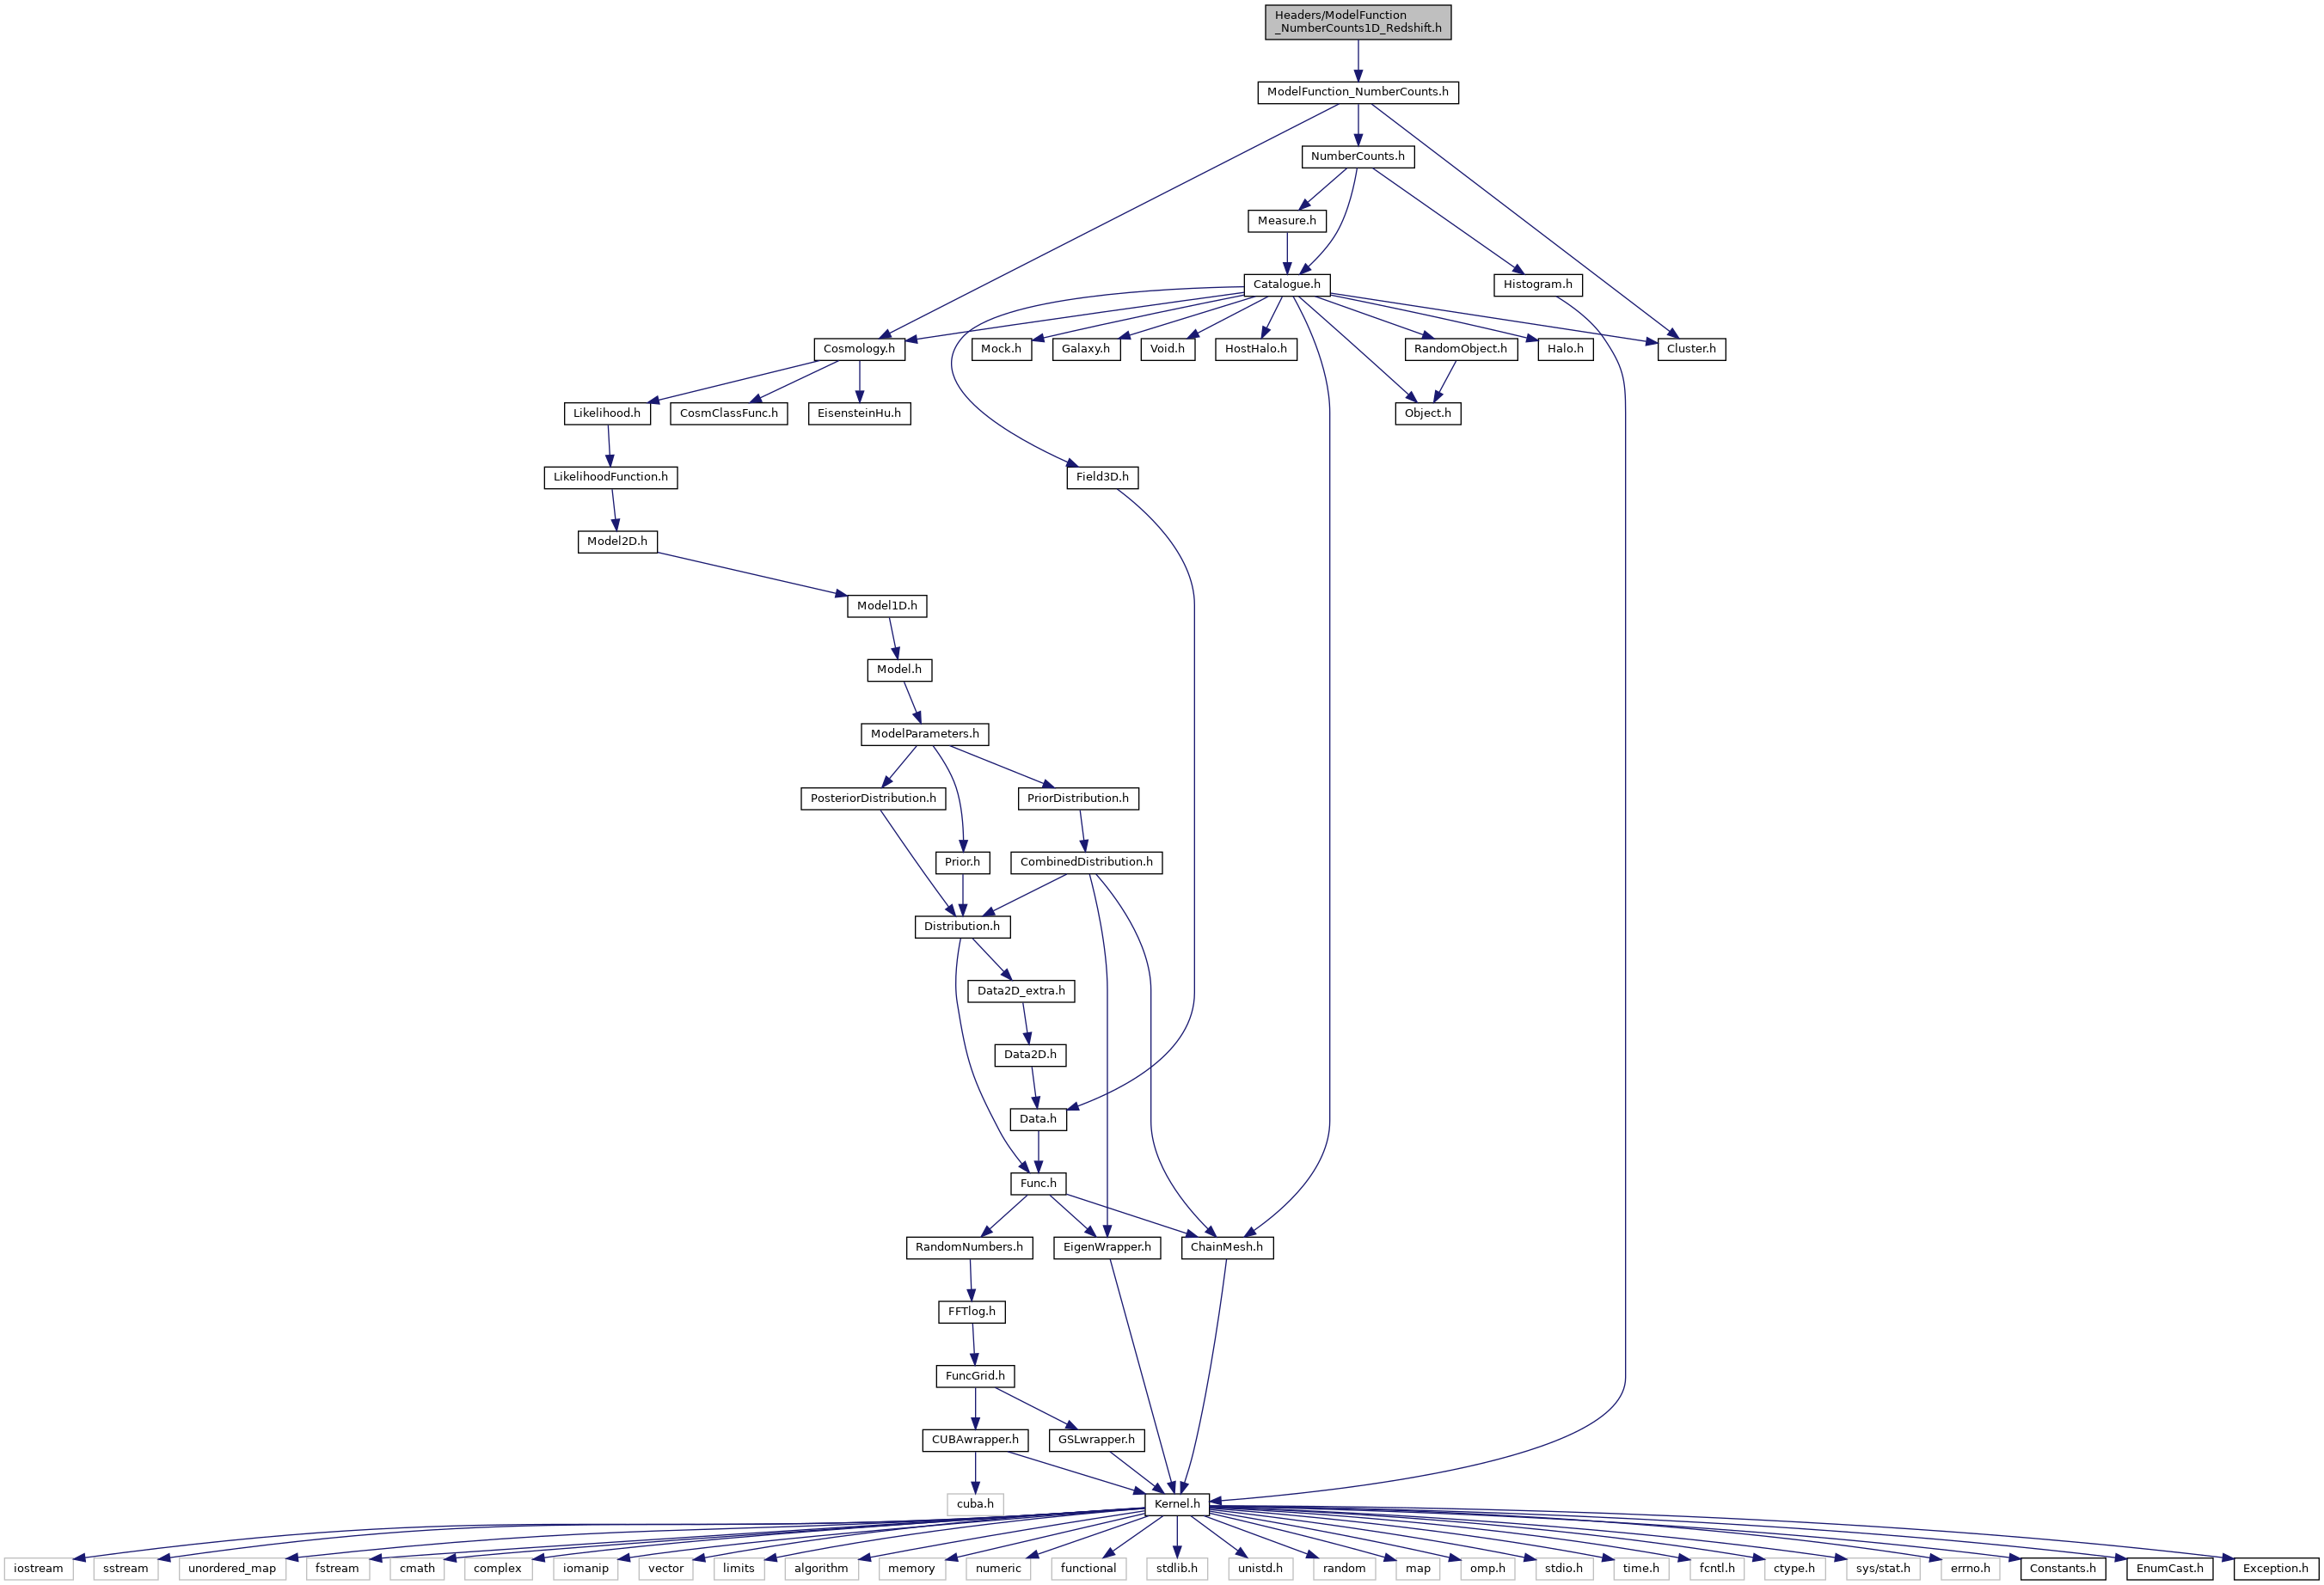 Headers/ModelFunction
_NumberCounts1D_Redshift.h
ModelFunction_NumberCounts.h
NumberCounts.h
Measure.h
Catalogue.h
Histogram.h
Cosmology.h
Mock.h
Galaxy.h
Void.h
HostHalo.h
RandomObject.h
Halo.h
Cluster.h
Likelihood.h
CosmClassFunc.h
EisensteinHu.h
Object.h
LikelihoodFunction.h
Field3D.h
Model2D.h
Model1D.h
Model.h
ModelParameters.h
PosteriorDistribution.h
PriorDistribution.h
Prior.h
CombinedDistribution.h
Distribution.h
Data2D_extra.h
Data2D.h
Data.h
Func.h
RandomNumbers.h
EigenWrapper.h
ChainMesh.h
FFTlog.h
FuncGrid.h
CUBAwrapper.h
GSLwrapper.h
cuba.h
Kernel.h
iostream
sstream
unordered_map
fstream
cmath
complex
iomanip
vector
limits
algorithm
memory
numeric
functional
stdlib.h
unistd.h
random
map
omp.h
stdio.h
time.h
fcntl.h
ctype.h
sys/stat.h
errno.h
Constants.h
EnumCast.h
Exception.h